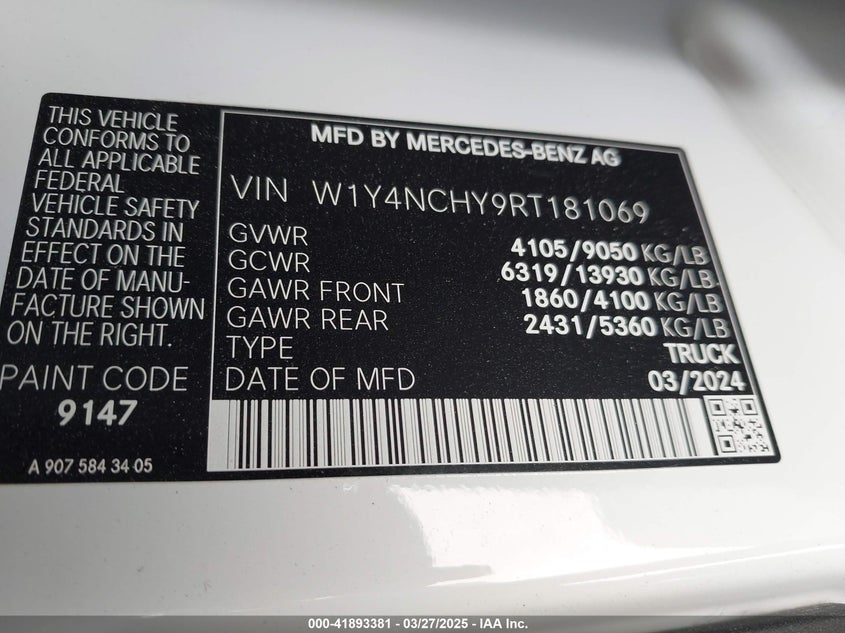 THIS VEHICLE
CONFORMS TO
ALL APPLICABLE
FEDERAL
VEHICLE SAFETY
STANDARDS IN
EFFECT ON THE
DATE OF MANU-
FACTURE SHOWN
ON THE RIGHT.
PAINT CODE
9147
A 907 584 34 05
MFD BY MERCEDES-BENZ AG
VIN W1Y4NCHY9RT181069
GVWR 4105/9050 KG/LB
GCWR 6319/13930 KG/LB
GAWR FRONT 1860/4100 KG/LB
GAWR REAR 2431/5360 KG/LB
TYPE TRUCK
DATE OF MFD 03/2024
000-41893381 | 03/27/2025 - IAA Inc.